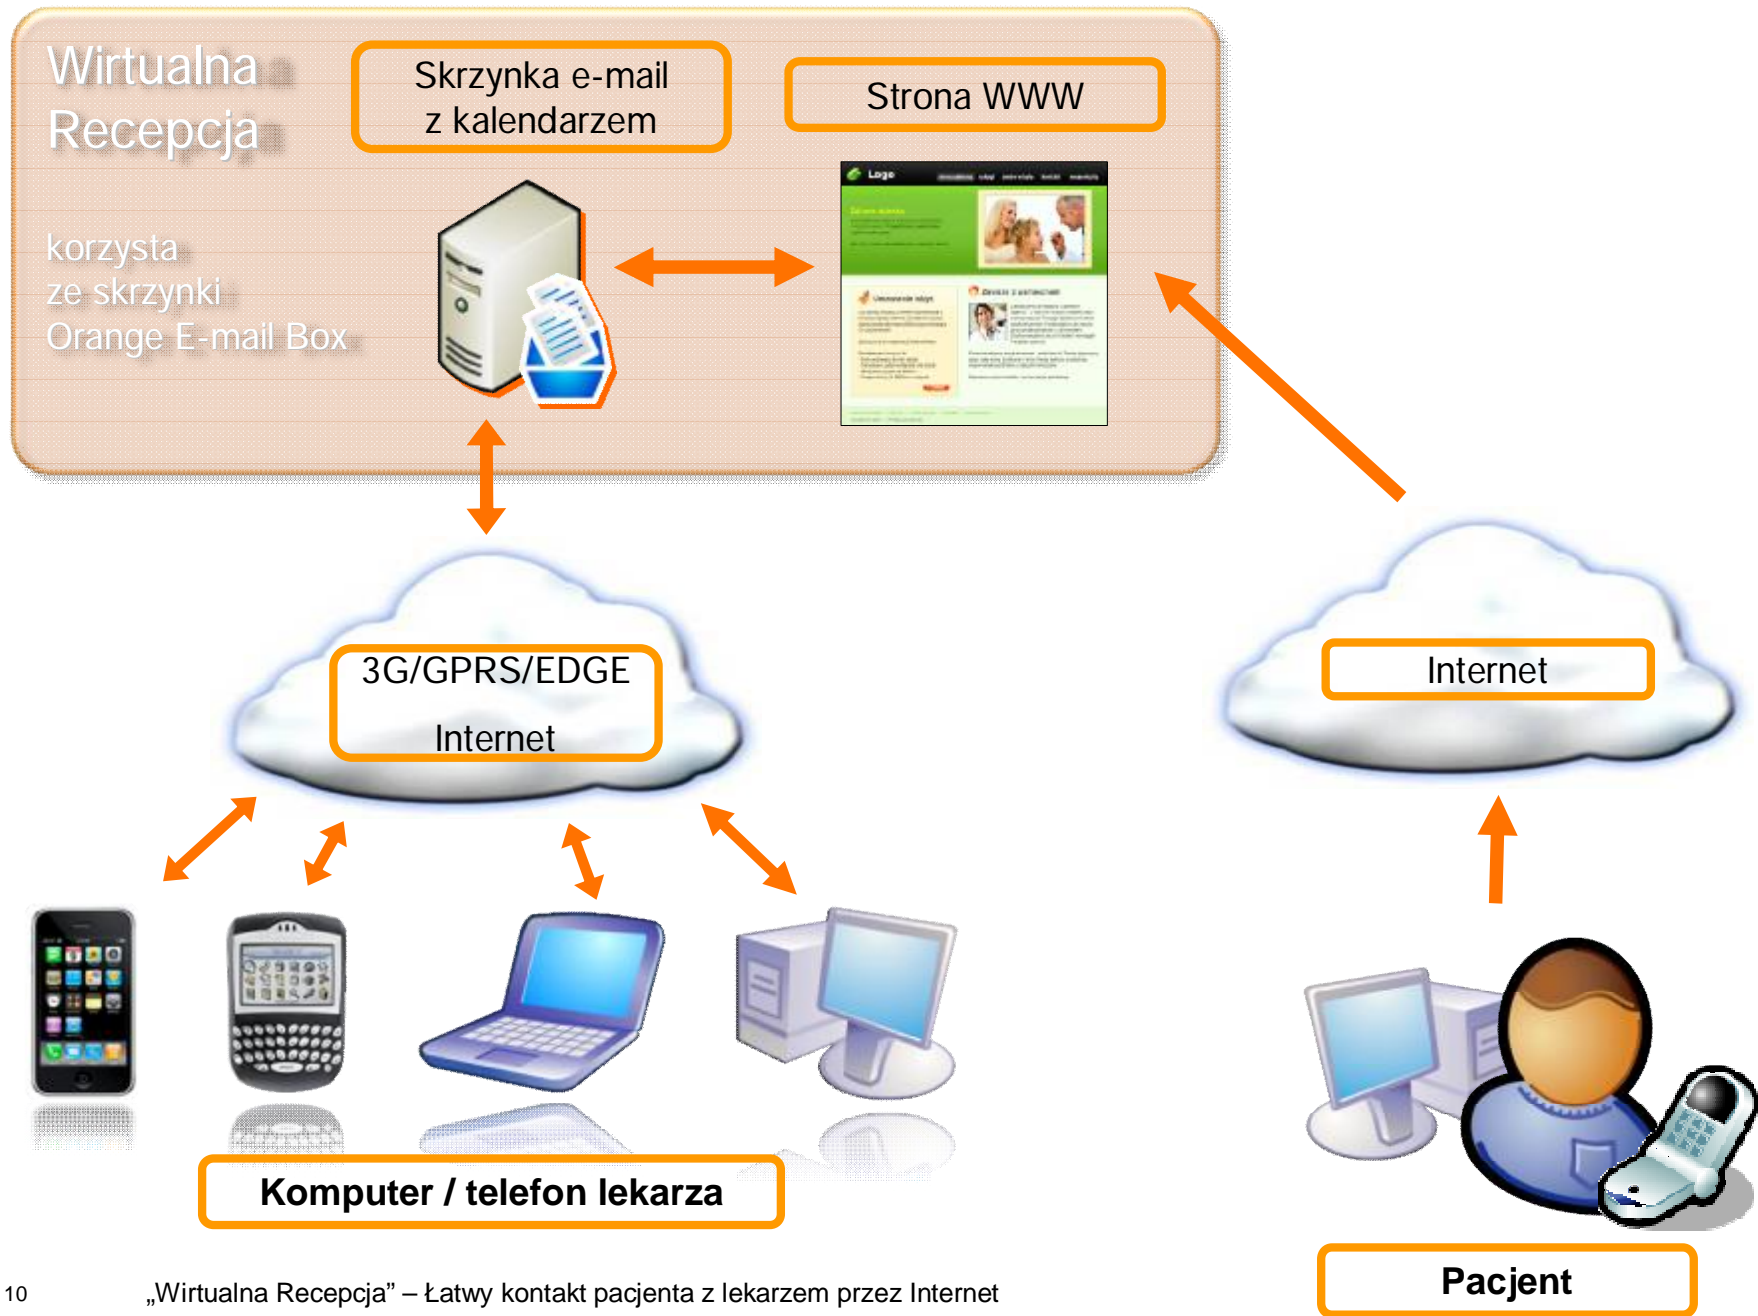 Wirtualna
Recepcja
korzysta
ze skrzynki
Orange E-mail Box
Skrzynka e-mail
z kalendarzem
Strona WWW
Logo
3G/GPRS/EDGE
Internet
Internet
Komputer / telefon lekarza
Pacjent
10
„Wirtualna Recepcja” – Łatwy kontakt pacjenta z lekarzem przez Internet